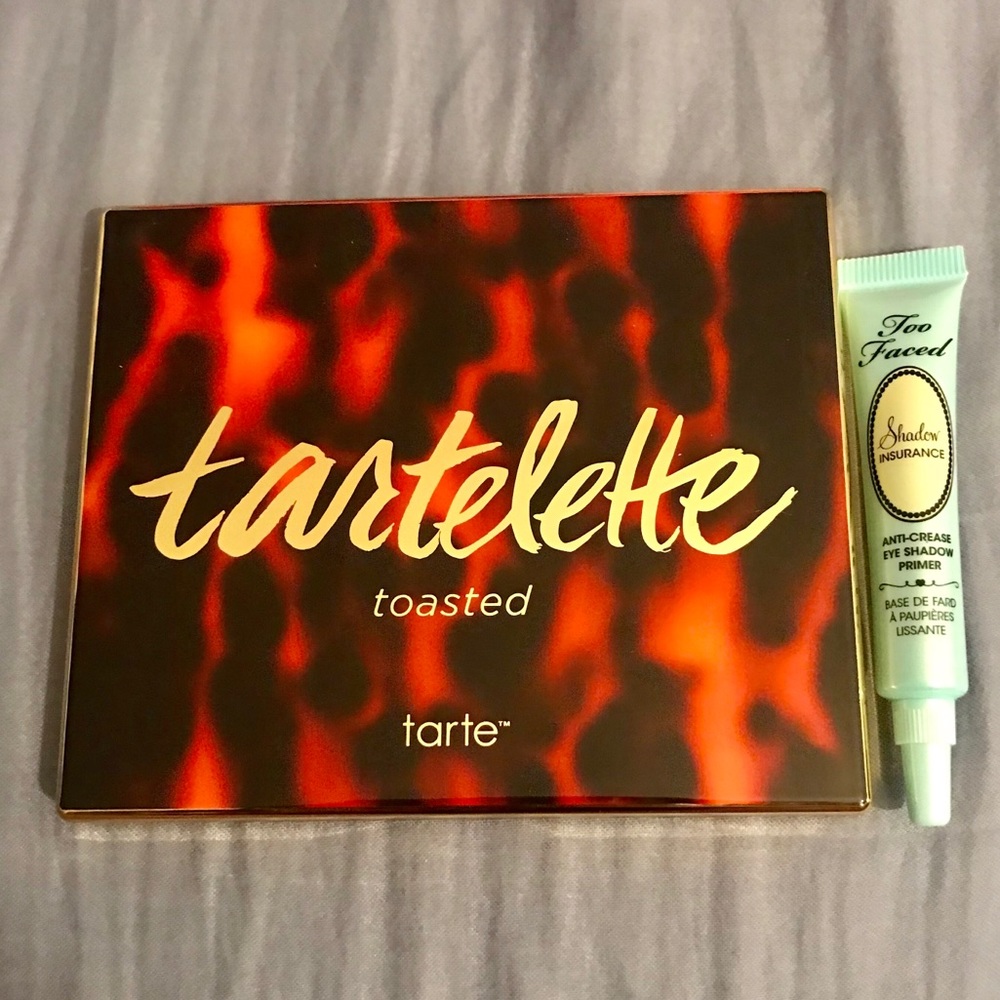 tartelette
toasted
tarte™
Too
Faced
Shadow
INSURANCE
ANTI-CREASE
EYE SHADOW
PRIMER
BASE DE FARD
À PAUPIÈRES
LISSANTE